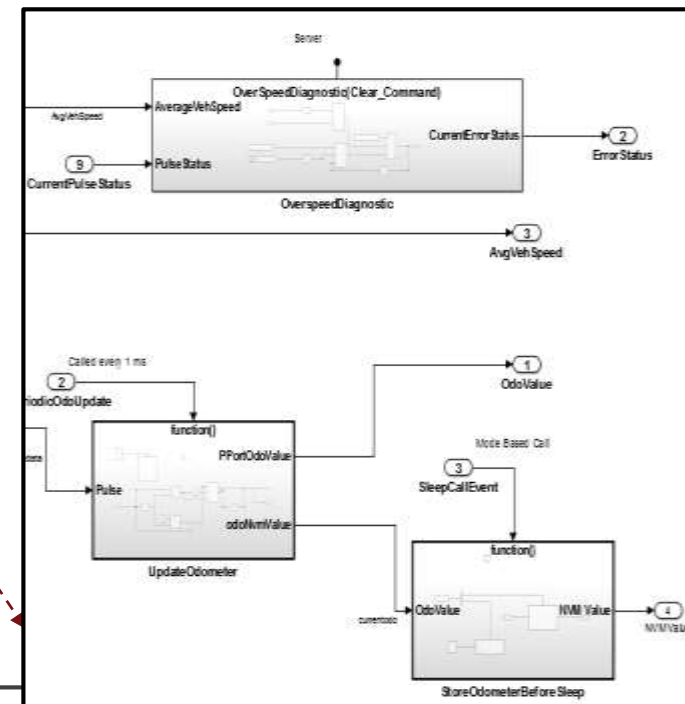 Server
OverSpeedDiagnostic(Clear_Command)
AverageVehSpeed
AvgVehSpeed
CurrentErrorStatus
2
ErrorStatus
9
PulseStatus
CurrentPulseStatus
OverspeedDiagnostic
3
AvgVehSpeed
Called every 1 ms
2
riodicOdoUpdate
1
OdoValue
function()
PPortOdoValue
Mode Based Call
3
SleepCallEvent
Pulse
odoNvmValue
function()
UpdateOdometer
OdoValue
NVM Value
4
currentodo
NVMValu
StoreOdometerBeforeSleep